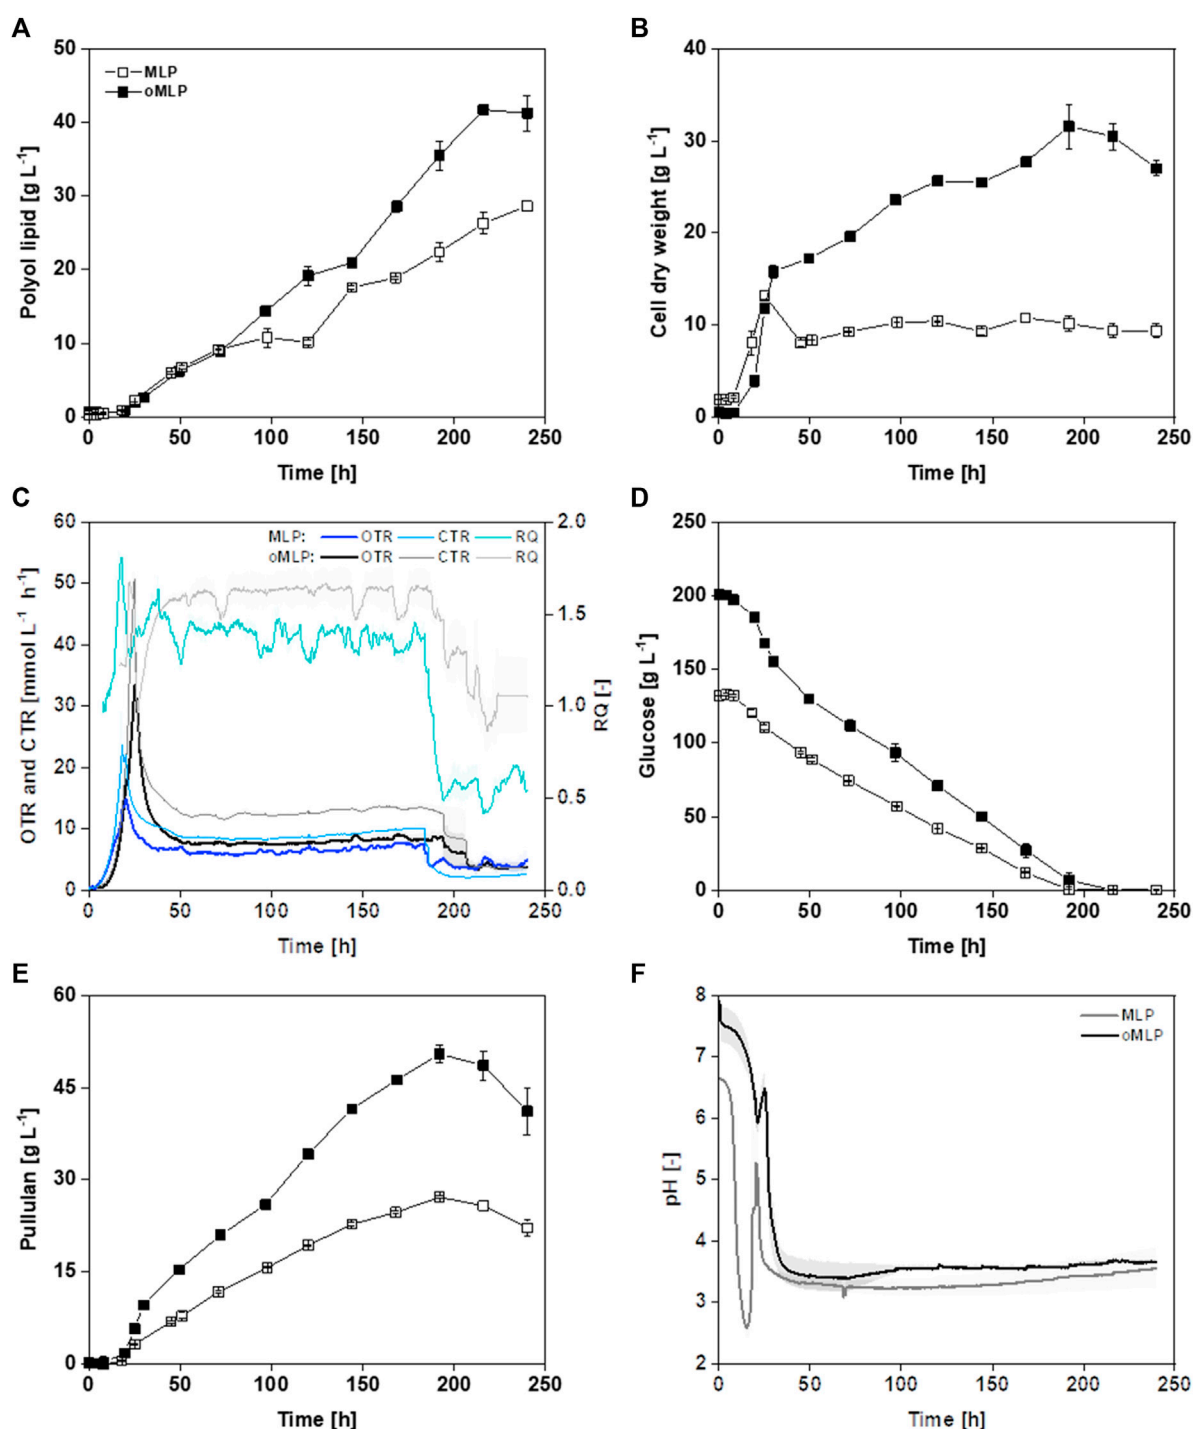 A
50
40
30
20
10
0
Polyol lipid [g L-1]
MLP
oMLP
0 50 100 150 200 250
Time [h]
B
40
30
20
10
0
Cell dry weight [g L-1]
0 50 100 150 200 250
Time [h]
C
60
50
40
30
20
10
0
OTR and CTR [mmol L-1 h-1]
MLP: OTR CTR RQ
oMLP: OTR CTR RQ
2.0
1.5
1.0
0.5
0.0
RQ [-]
0 50 100 150 200 250
Time [h]
D
250
200
150
100
50
0
Glucose [g L-1]
0 50 100 150 200 250
Time [h]
E
60
45
30
15
0
Pullulan [g L-1]
0 50 100 150 200 250
Time [h]
F
8
7
6
5
4
3
2
pH [-]
MLP
oMLP
0 50 100 150 200 250
Time [h]